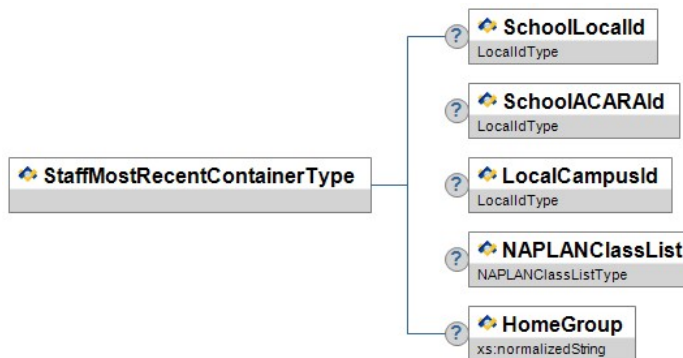 SchoolLocalId
LocalIdType
SchoolACARAId
LocalIdType
StaffMostRecentContainerType
LocalCampusId
LocalIdType
NAPLANClassList
NAPLANClassListType
HomeGroup
xs:normalizedString
?
?
?
?
?